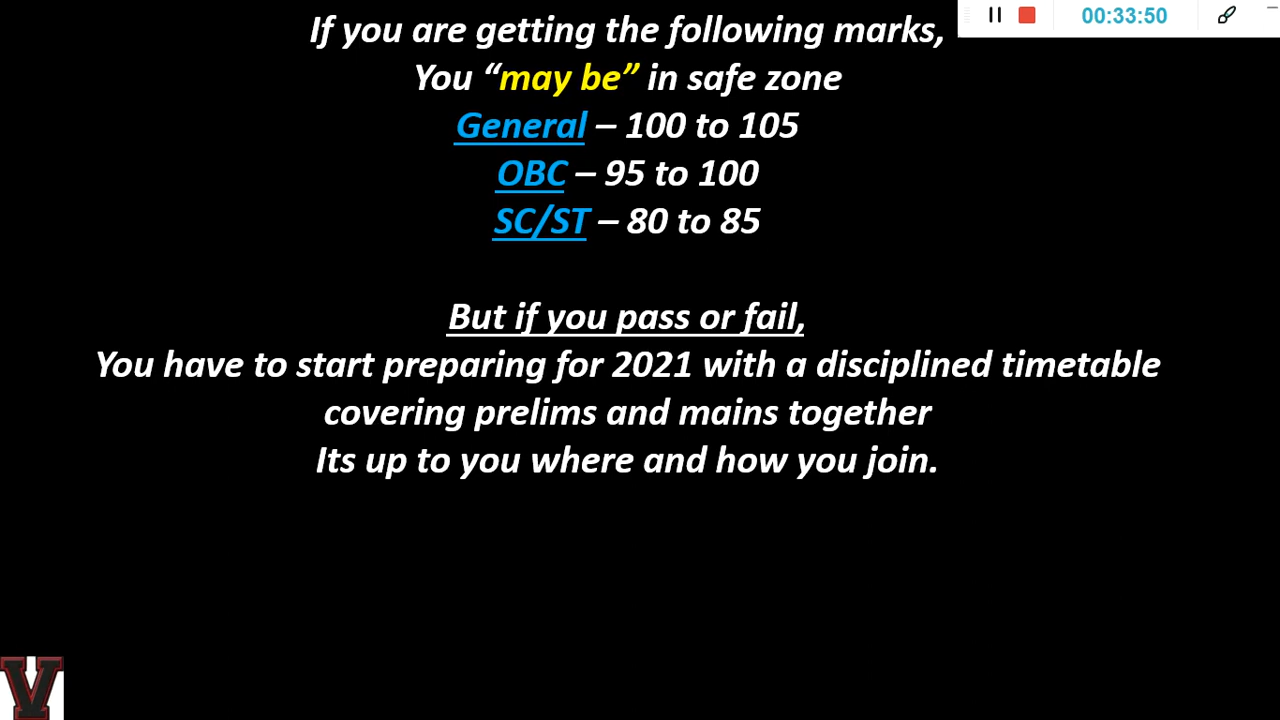 00:33:50
If you are getting the following marks,
You “may be” in safe zone
General – 100 to 105
OBC – 95 to 100
SC/ST – 80 to 85
But if you pass or fail,
You have to start preparing for 2021 with a disciplined timetable
covering prelims and mains together
Its up to you where and how you join.
V